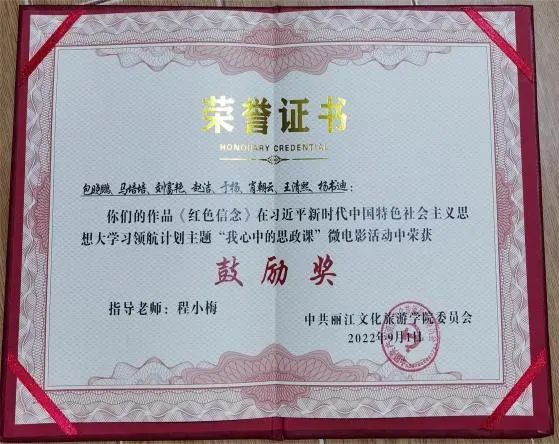 荣誉证书
HONOURARY CREDENTIAL
包晓鹏、马培培、刘富艳、赵洁、于杨、肖朝云、王清照、杨书迪：
你们的作品《红色信念》在习近平新时代中国特色社会主义思
想大学习领航计划主题“我心中的思政课”微电影活动中荣获
鼓励奖
指导老师：程小梅
中共丽江文化旅游学院委员会
2022年9月1日